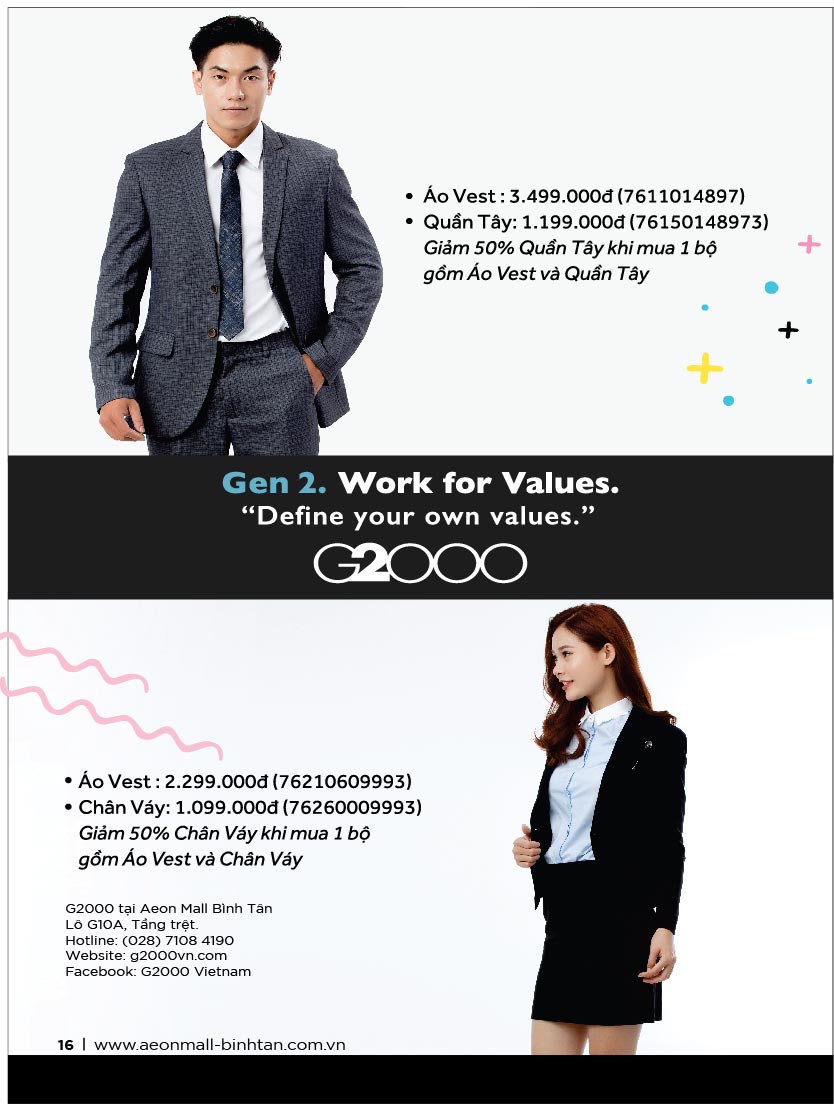 • Áo Vest : 3.499.000đ (7611014897)
• Quần Tây: 1.199.000đ (76150148973)
Giảm 50% Quần Tây khi mua 1 bộ
gồm Áo Vest và Quần Tây
Gen 2. Work for Values.
“Define your own values.”
G2000
• Áo Vest : 2.299.000đ (76210609993)
• Chân Váy: 1.099.000đ (76260009993)
Giảm 50% Chân Váy khi mua 1 bộ
gồm Áo Vest và Chân Váy
G2000 tại Aeon Mall Bình Tân
Lô G10A, Tầng trệt.
Hotline: (028) 7108 4190
Website: g2000vn.com
Facebook: G2000 Vietnam
16 | www.aeonmall-binhtan.com.vn